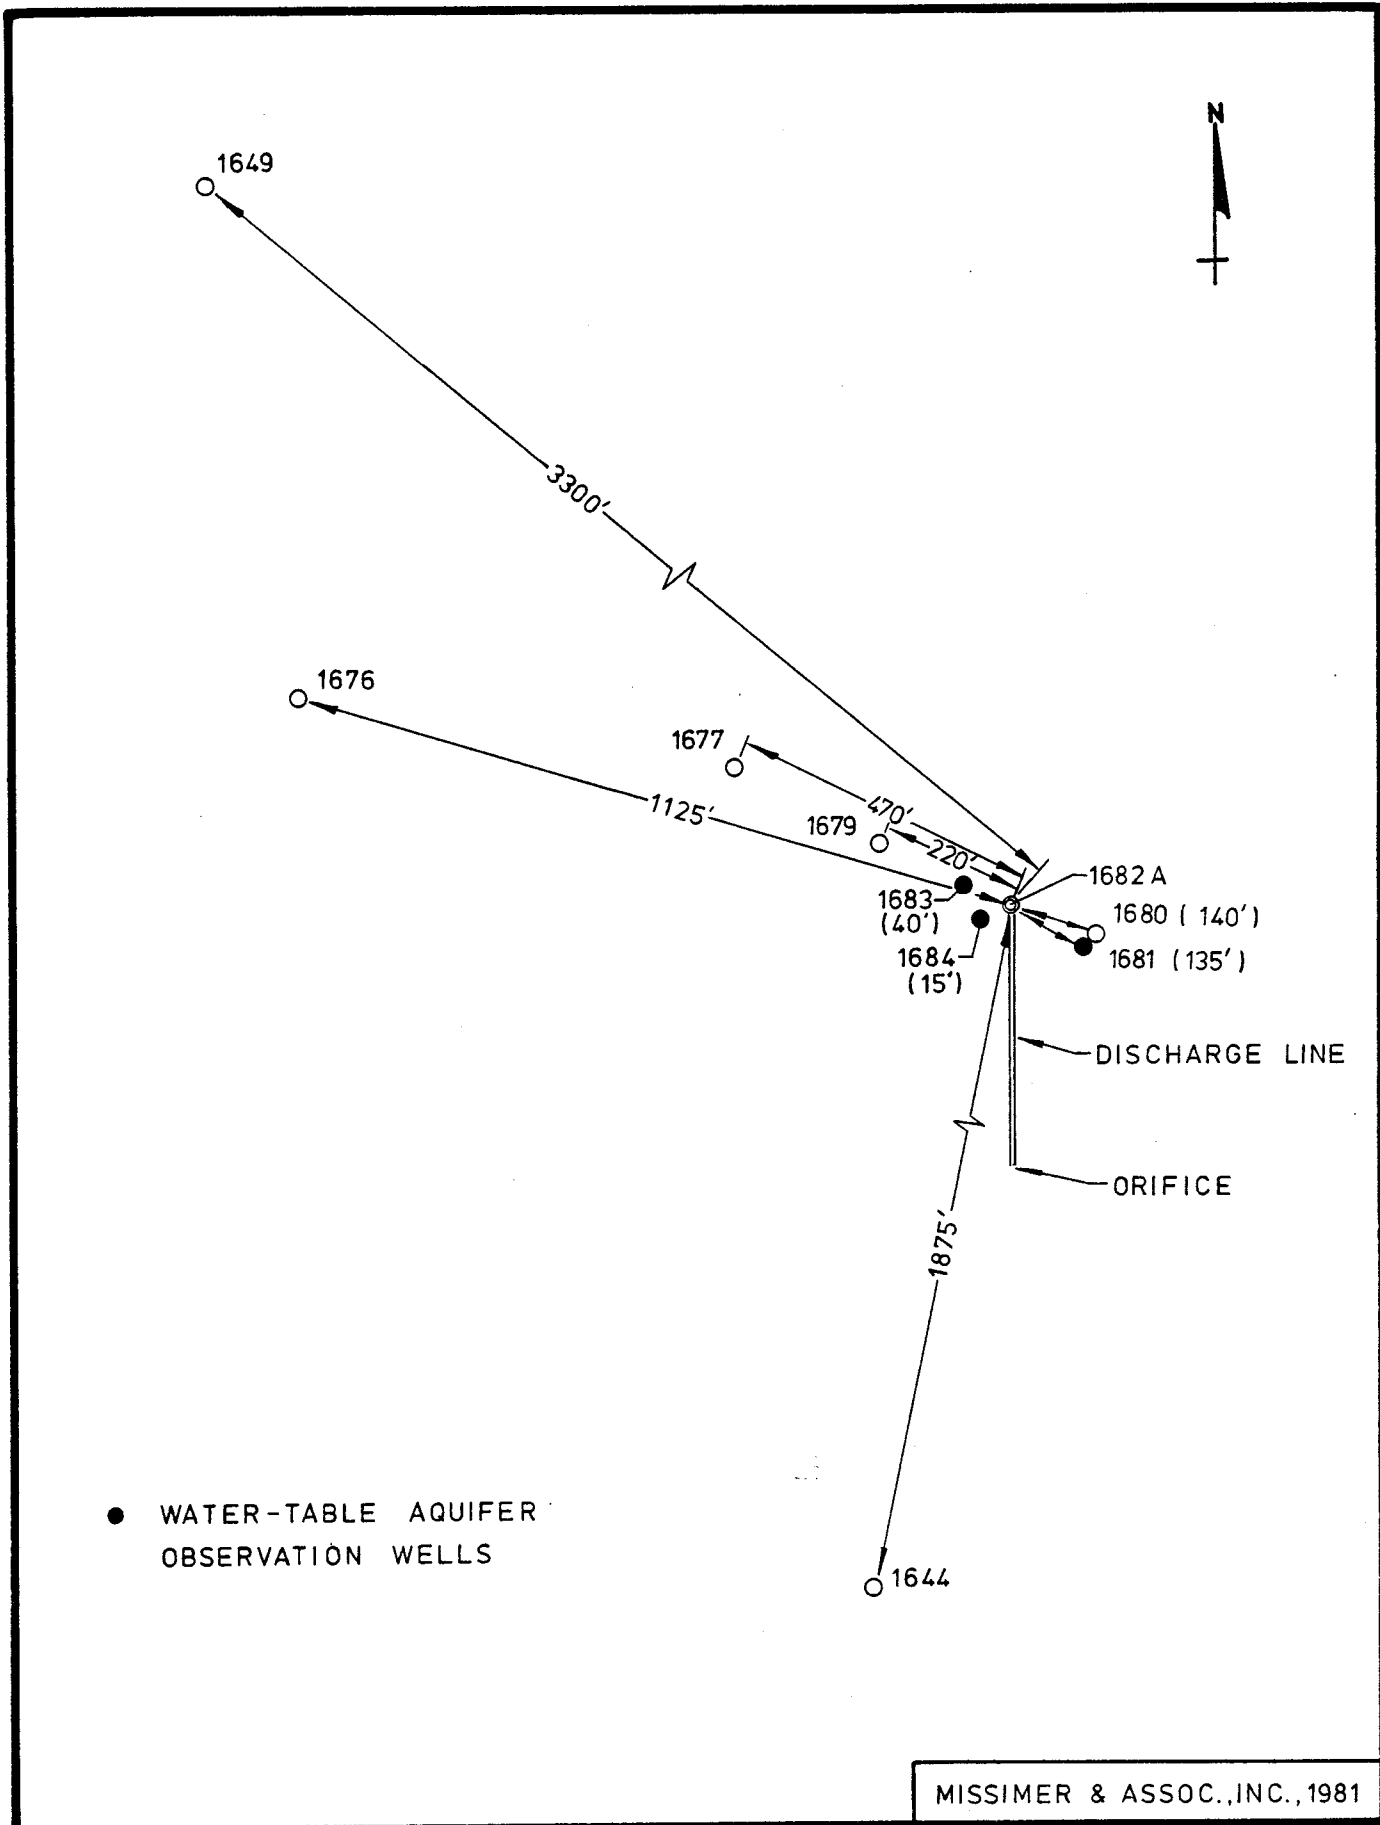 N
1649
3300'
1676
1677
1125'
470'
1679
220'
1682 A
1683
(40')
1680 ( 140')
1684
(15')
1681 (135')
DISCHARGE LINE
ORIFICE
1875'
WATER-TABLE AQUIFER
OBSERVATION WELLS
1644
MISSIMER & ASSOC., INC., 1981